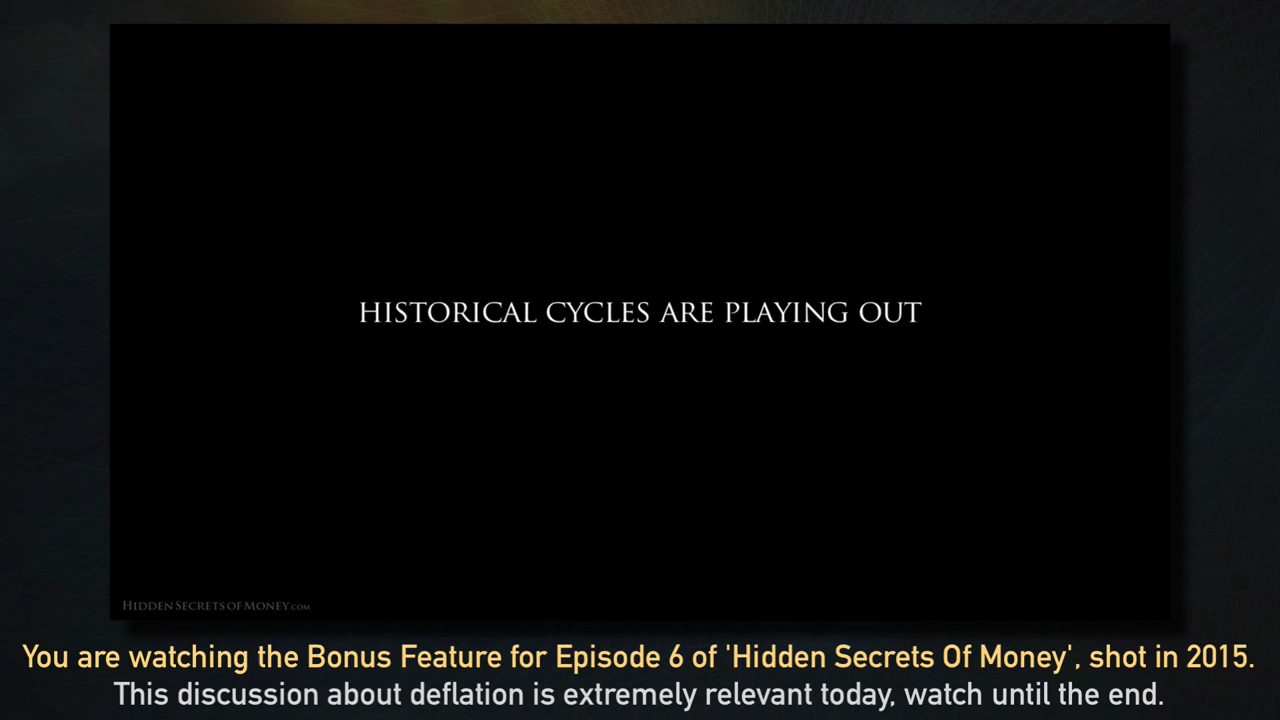 HISTORICAL CYCLES ARE PLAYING OUT
HIDDEN SECRETS OF MONEY.COM
You are watching the Bonus Feature for Episode 6 of 'Hidden Secrets Of Money', shot in 2015.
This discussion about deflation is extremely relevant today, watch until the end.